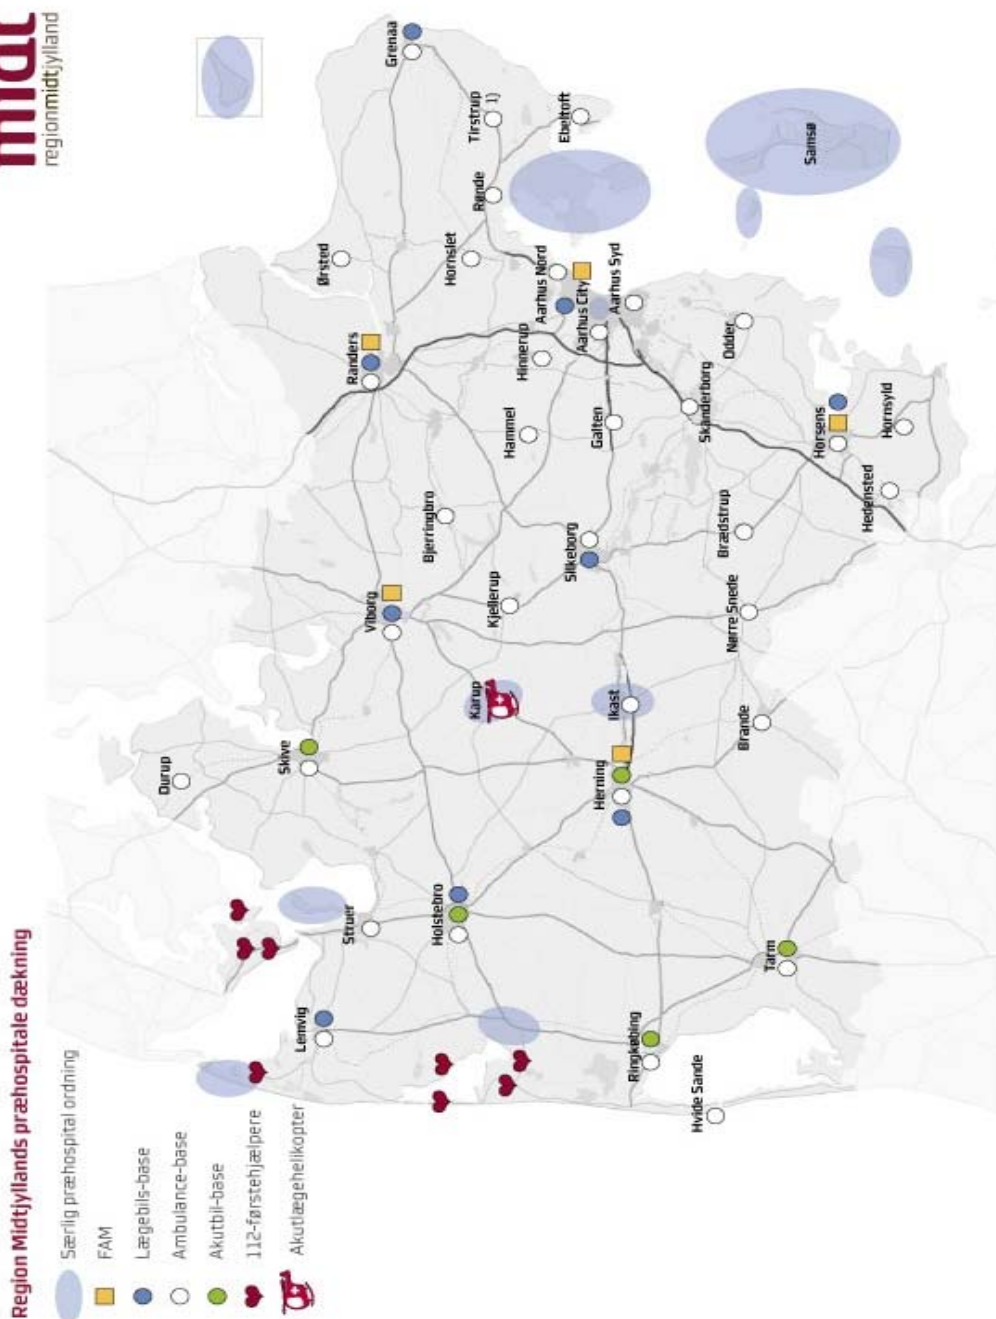 midt
regionmidtjylland
Region Midtjyllands præhospitale dækning
Særlig præhospital ordning
FAM
Lægebils-base
Ambulance-base
Akutbil-base
112-førstehjælpere
Akutlægehelikopter
Durup
Skive
Lemvig
Struer
Holstebro
Viborg
Karup
Kjellerup
Bjerringbro
Randers
Ørsted
Grenaa
Tirstrup 1)
Ebeltoft
Rønde
Hornslet
Aarhus Nord
Aarhus City
Aarhus Syd
Hinnerup
Hammel
Galten
Silkeborg
Ikast
Herning
Ringkøbing
Hvide Sande
Tarm
Brande
Nørre Snede
Brædstrup
Skanderborg
Odder
Samsø
Horsens
Hornsyld
Hedensted